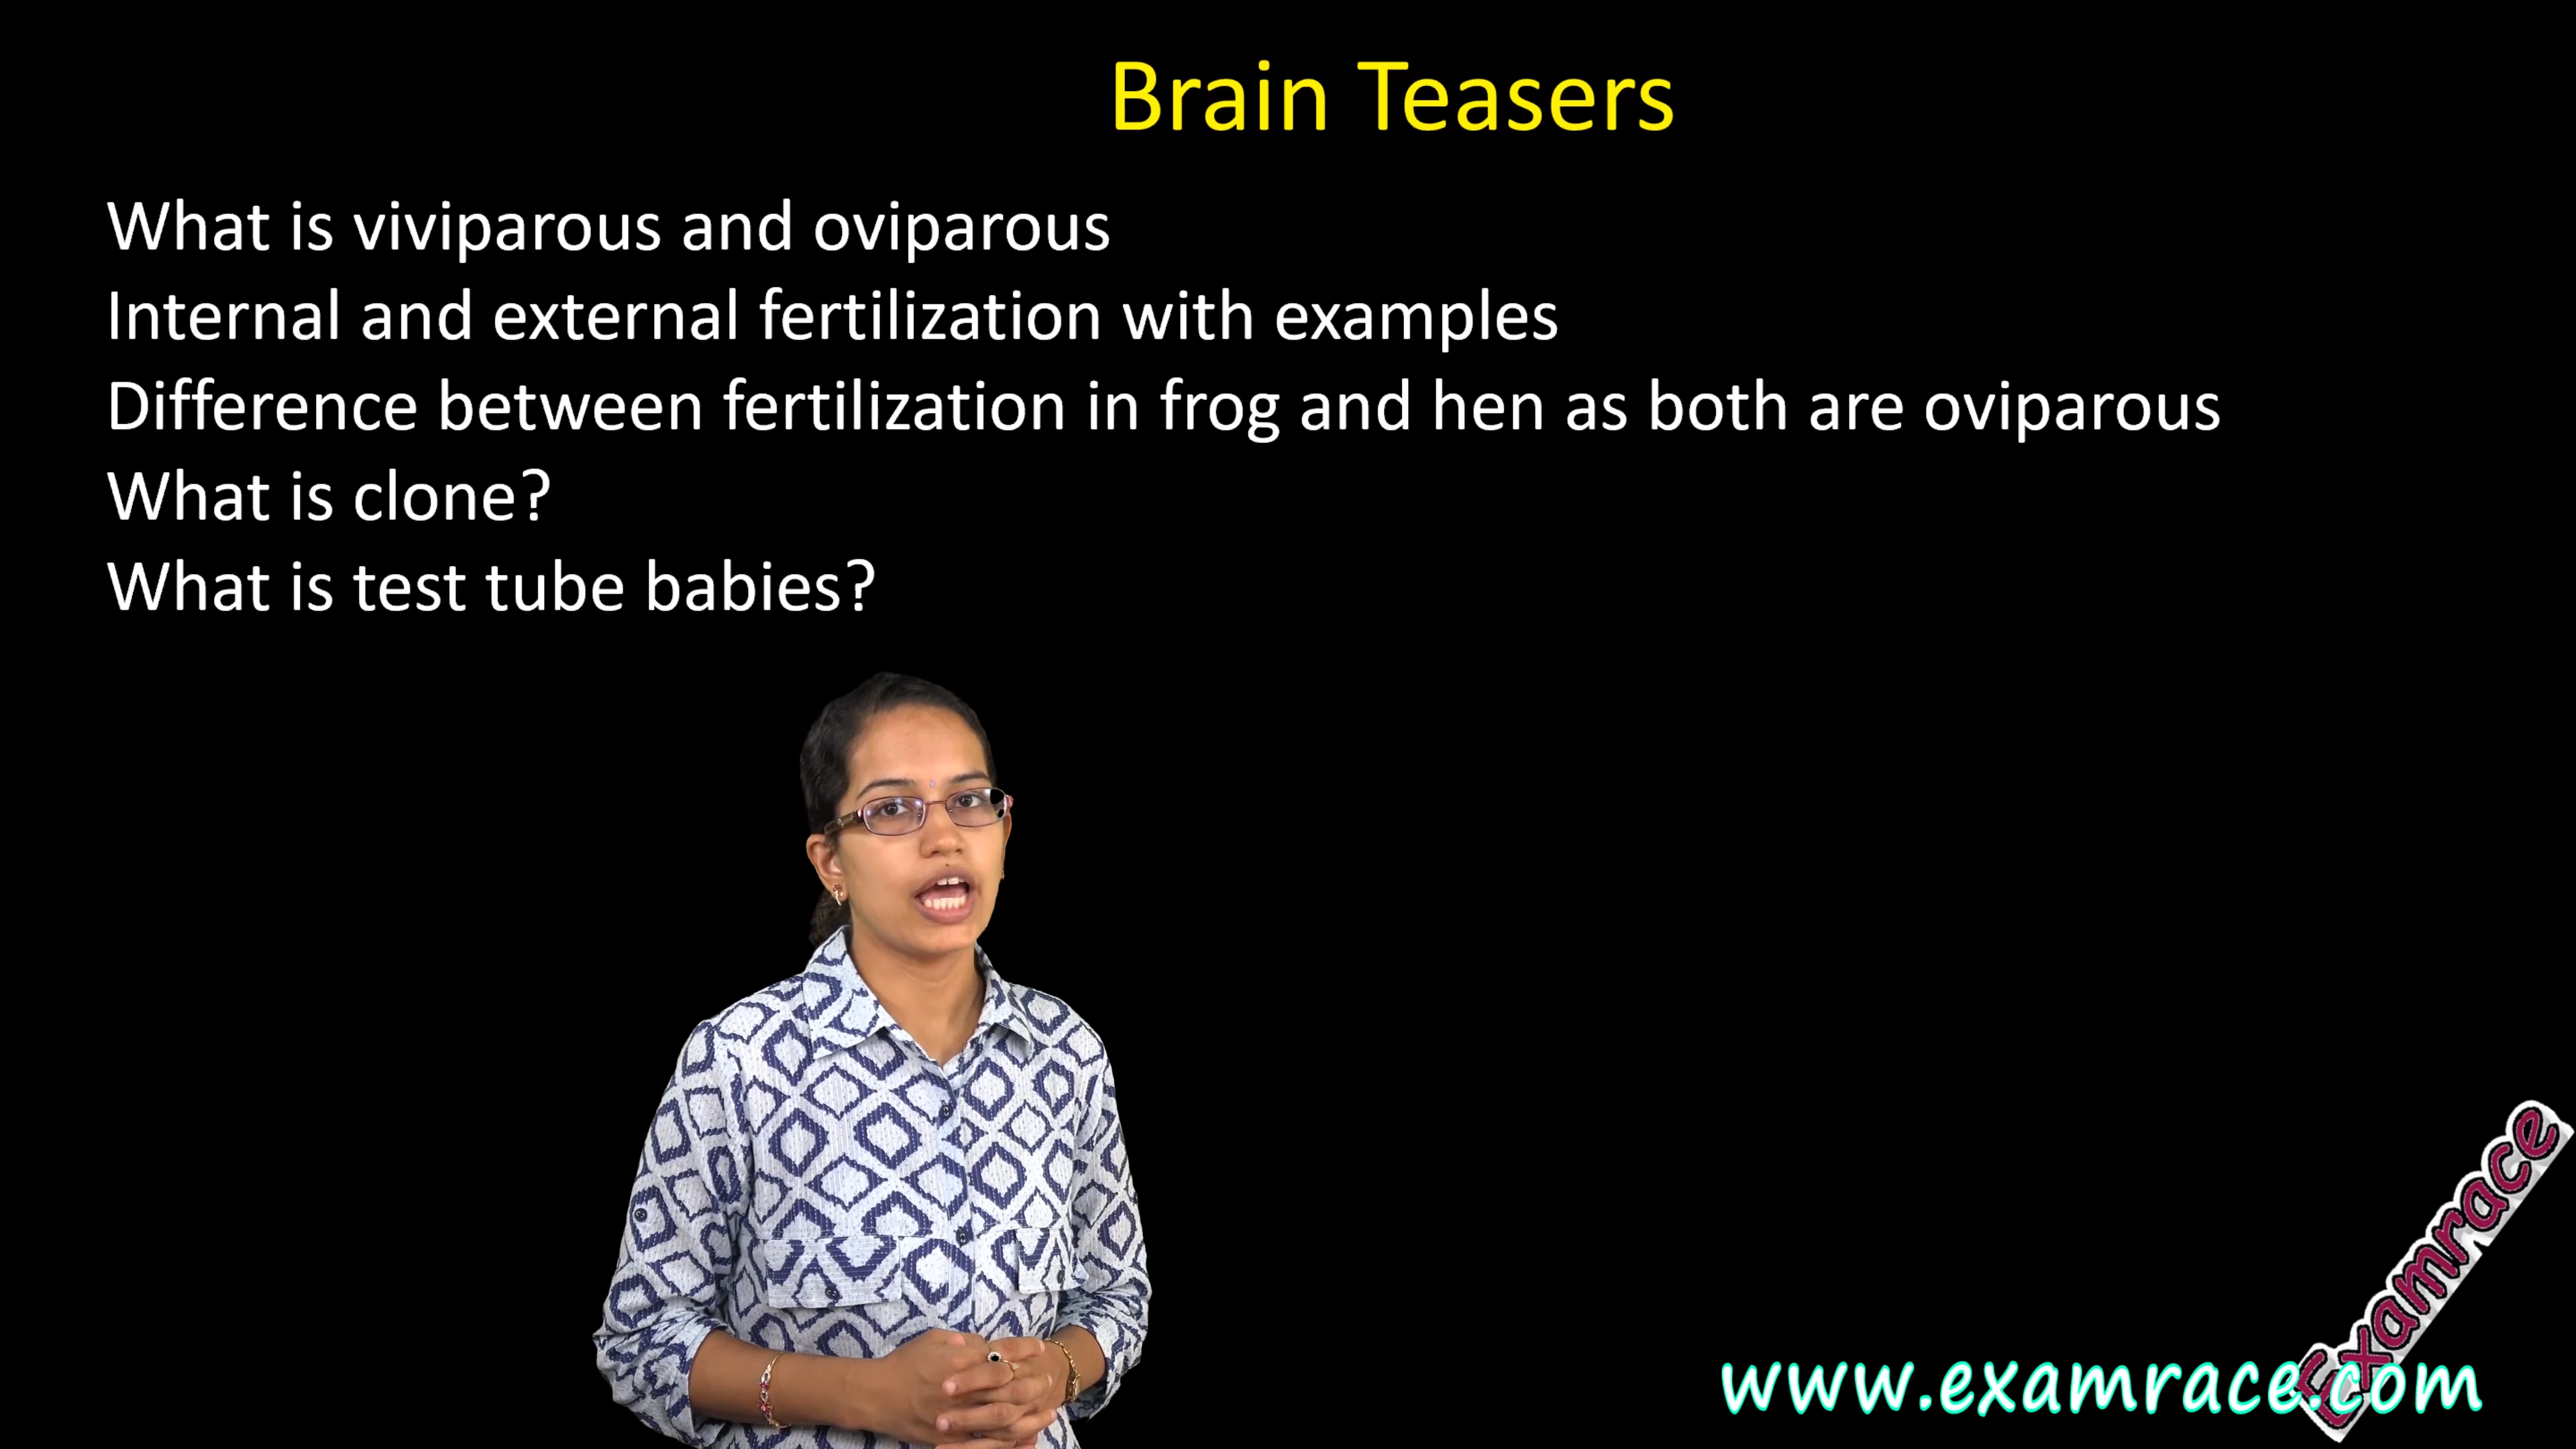 Brain Teasers
What is viviparous and oviparous
Internal and external fertilization with examples
Difference between fertilization in frog and hen as both are oviparous
What is clone?
What is test tube babies?
Examrace
www.examrace.com